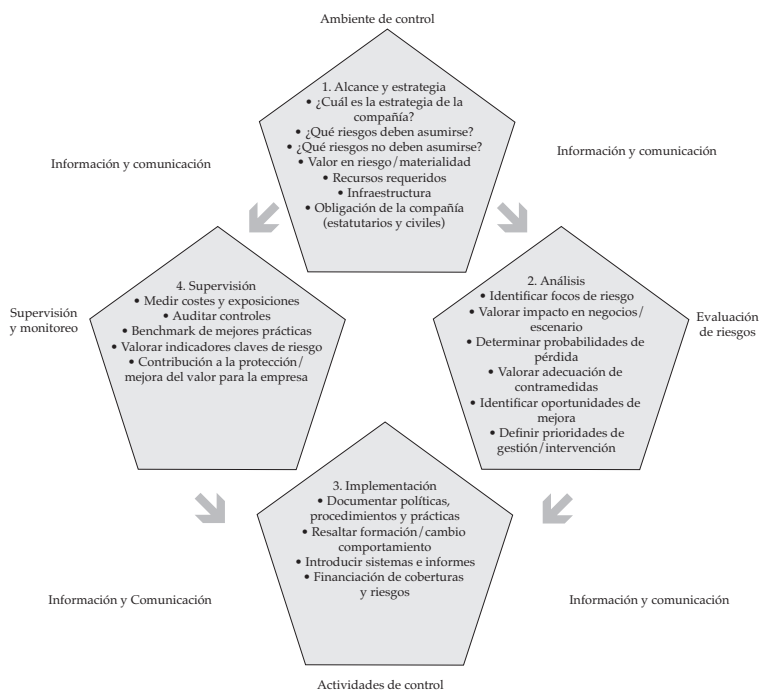 Ambiente de control
1. Alcance y estrategia
• ¿Cuál es la estrategia de la
compañía?
• ¿Qué riesgos deben asumirse?
• ¿Qué riesgos no deben asumirse?
• Valor en riesgo/materialidad
• Recursos requeridos
• Infraestructura
• Obligación de la compañía
(estatutarios y civiles)
Información y comunicación
Información y comunicación
Supervisión
y monitoreo
4. Supervisión
• Medir costes y exposiciones
• Auditar controles
• Benchmark de mejores prácticas
• Valorar indicadores claves de riesgo
• Contribución a la protección/
mejora del valor para la empresa
2. Análisis
• Identificar focos de riesgo
• Valorar impacto en negocios/
escenario
• Determinar probabilidades de
pérdida
• Valorar adecuación de
contramedidas
• Identificar oportunidades de
mejora
• Definir prioridades de
gestión/intervención
Evaluación
de riesgos
3. Implementación
• Documentar políticas,
procedimientos y prácticas
• Resaltar formación/cambio
comportamiento
• Introducir sistemas e informes
• Financiación de coberturas
y riesgos
Información y Comunicación
Información y comunicación
Actividades de control